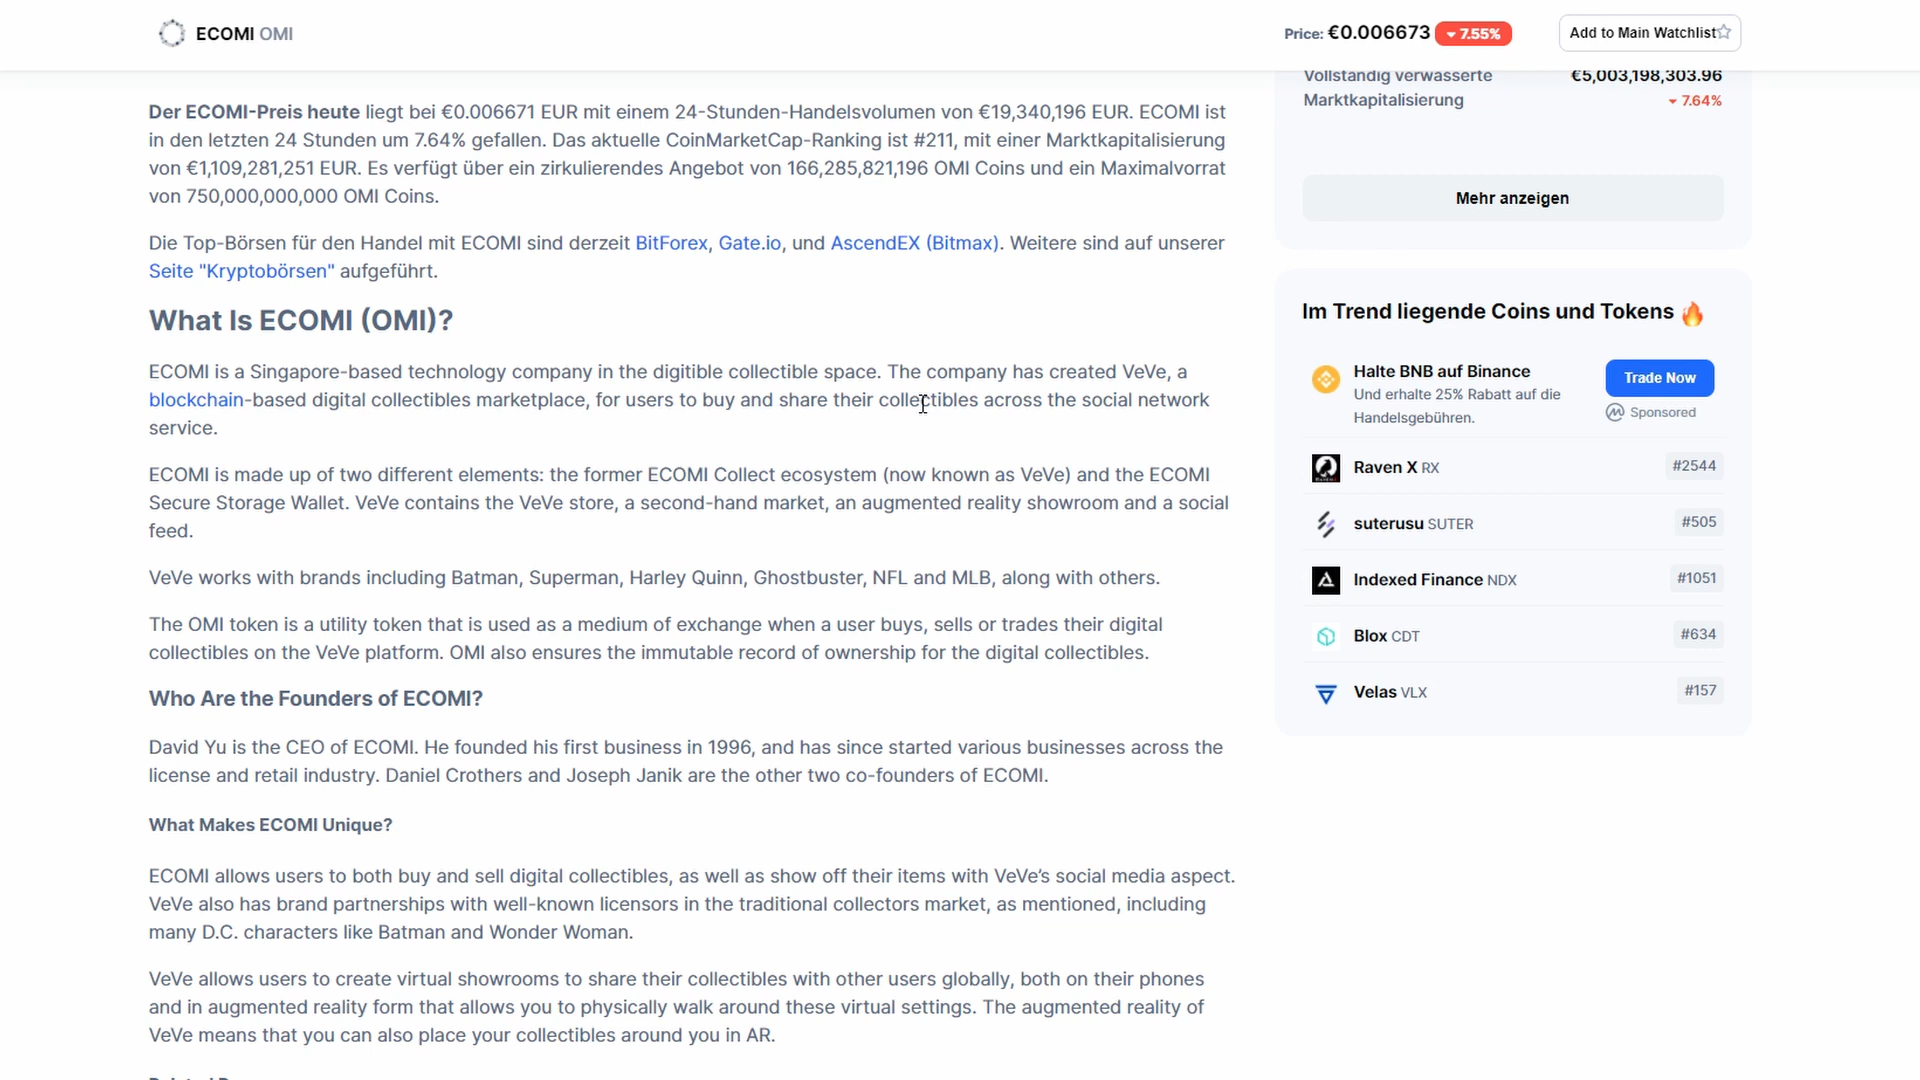 ECOMI OMI
Price: €0.006673 7.55%
Add to Main Watchlist
Der ECOMI-Preis heute liegt bei €0.006671 EUR mit einem 24-Stunden-Handelsvolumen von €19,340,196 EUR. ECOMI ist
in den letzten 24 Stunden um 7.64% gefallen. Das aktuelle CoinMarketCap-Ranking ist #211, mit einer Marktkapitalisierung
von €1,109,281,251 EUR. Es verfügt über ein zirkulierendes Angebot von 166,285,821,196 OMI Coins und ein Maximalvorrat
von 750,000,000,000 OMI Coins.
Die Top-Börsen für den Handel mit ECOMI sind derzeit BitForex, Gate.io, und AscendEX (Bitmax). Weitere sind auf unserer
Seite "Kryptobörsen" aufgeführt.
What Is ECOMI (OMI)?
ECOMI is a Singapore-based technology company in the digitible collectible space. The company has created VeVe, a
blockchain-based digital collectibles marketplace, for users to buy and share their collectibles across the social network
service.
ECOMI is made up of two different elements: the former ECOMI Collect ecosystem (now known as VeVe) and the ECOMI
Secure Storage Wallet. VeVe contains the VeVe store, a second-hand market, an augmented reality showroom and a social
feed.
VeVe works with brands including Batman, Superman, Harley Quinn, Ghostbuster, NFL and MLB, along with others.
The OMI token is a utility token that is used as a medium of exchange when a user buys, sells or trades their digital
collectibles on the VeVe platform. OMI also ensures the immutable record of ownership for the digital collectibles.
Who Are the Founders of ECOMI?
David Yu is the CEO of ECOMI. He founded his first business in 1996, and has since started various businesses across the
license and retail industry. Daniel Crothers and Joseph Janik are the other two co-founders of ECOMI.
What Makes ECOMI Unique?
ECOMI allows users to both buy and sell digital collectibles, as well as show off their items with VeVe's social media aspect.
VeVe also has brand partnerships with well-known licensors in the traditional collectors market, as mentioned, including
many D.C. characters like Batman and Wonder Woman.
VeVe allows users to create virtual showrooms to share their collectibles with other users globally, both on their phones
and in augmented reality form that allows you to physically walk around these virtual settings. The augmented reality of
VeVe means that you can also place your collectibles around you in AR.
Vollständig verwässerte €5,003,198,303.96
Marktkapitalisierung 7.64%
Mehr anzeigen
Im Trend liegende Coins und Tokens
Halte BNB auf Binance
Und erhalte 25% Rabatt auf die
Handelsgebühren.
Trade Now
Sponsored
Raven X RX #2544
suterusu SUTER #505
Indexed Finance NDX #1051
Blox CDT #634
Velas VLX #157